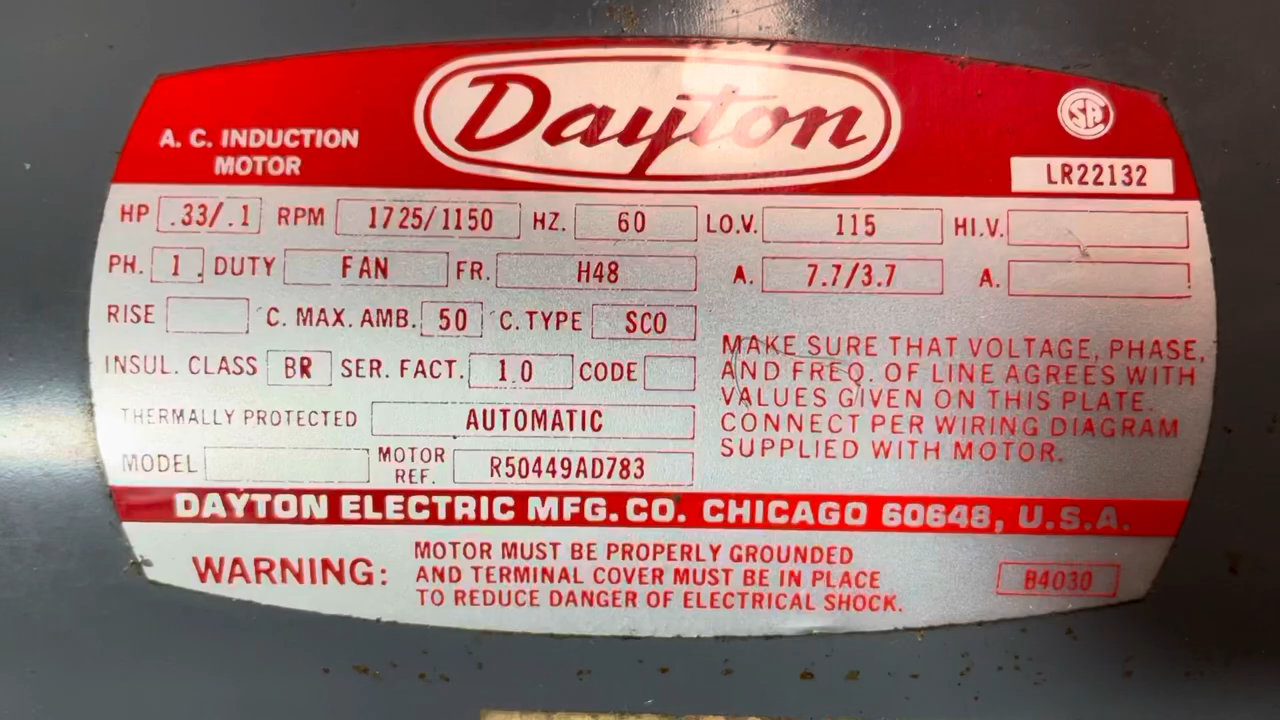 Dayton
A. C. INDUCTION
MOTOR
SA
LR22132
HP .33/.1 RPM 1725/1150 HZ. 60 LO.V. 115 HI.V.
PH. 1 DUTY FAN FR. H48 A. 7.7/3.7 A.
RISE °C. MAX. AMB. 50 °C. TYPE SCO
INSUL. CLASS BR SER. FACT. 1.0 CODE
THERMALLY PROTECTED AUTOMATIC
MODEL MOTOR REF. R50449AD783
MAKE SURE THAT VOLTAGE, PHASE,
AND FREQ. OF LINE AGREES WITH
VALUES GIVEN ON THIS PLATE.
CONNECT PER WIRING DIAGRAM
SUPPLIED WITH MOTOR.
DAYTON ELECTRIC MFG. CO. CHICAGO 60648, U.S.A.
WARNING: MOTOR MUST BE PROPERLY GROUNDED
AND TERMINAL COVER MUST BE IN PLACE
TO REDUCE DANGER OF ELECTRICAL SHOCK.
B4030